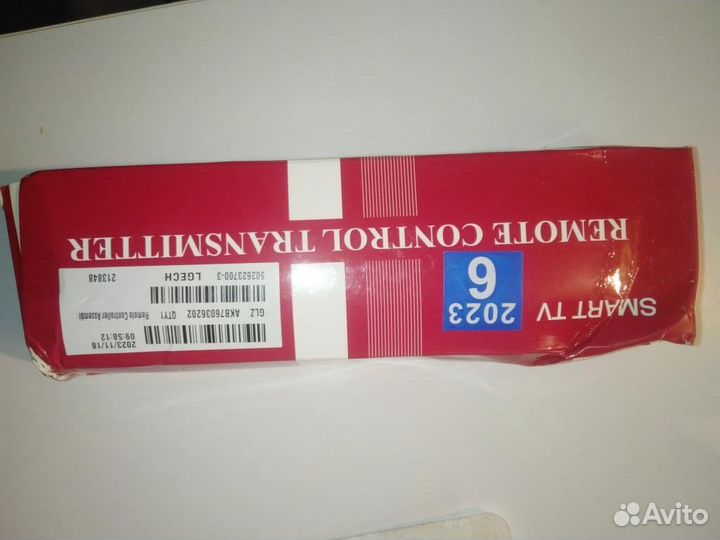 SMART TV
2023
9
REMOTE CONTROL TRANSMITTER
2023/11/18
09:58:12
GLZ AKB76036202 QTY1 Remote Controller Assembl
502623700-3 LGECH 213848
Avito